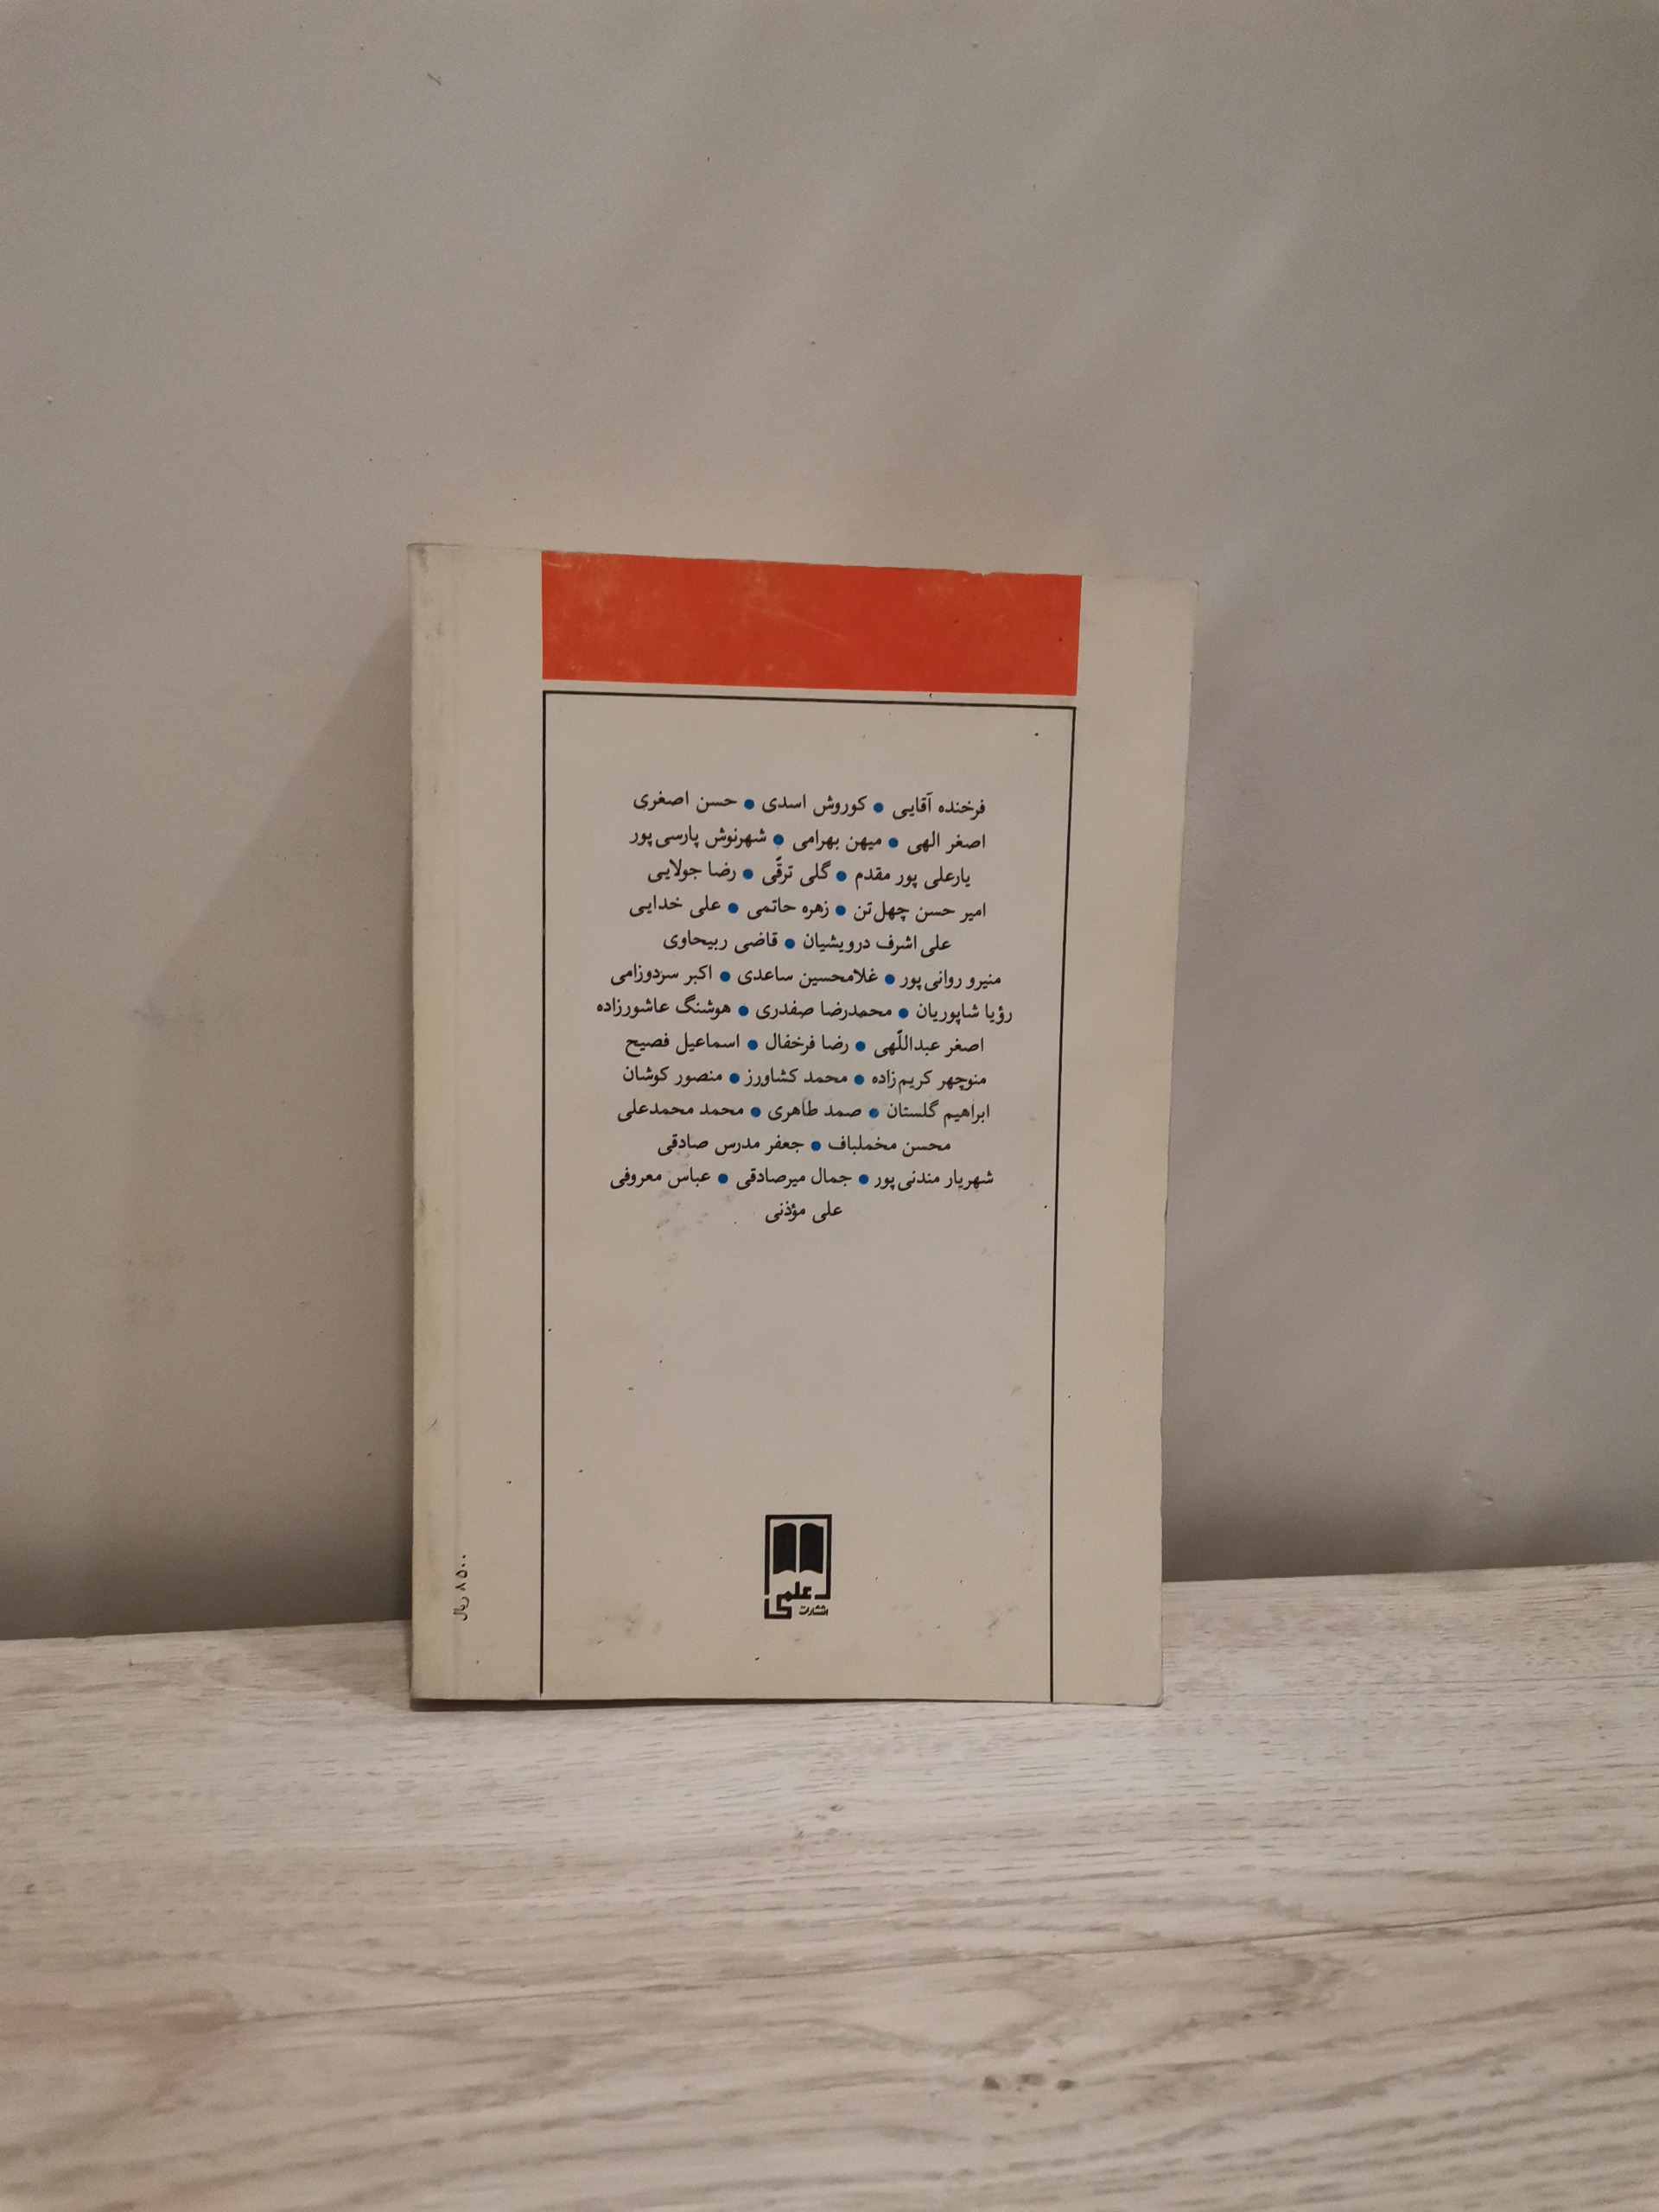 فرخنده آقایی ● کوروش اسدی ● حسن اصغری
اصغر الهی ● میهن بهرامی ● شهرنوش پارسی‌پور
یارعلی پور مقدم ● گلی ترقّی ● رضا جولایی
امیر حسن چهل‌تن ● زهره حاتمی ● علی خدایی
علی اشرف درویشیان ● قاضی ربیحاوی
منیرو روانی‌پور ● غلامحسین ساعدی ● اکبر سردوزامی
رؤیا شاپوریان ● محمدرضا صفدری ● هوشنگ عاشورزاده
اصغر عبداللّهی ● رضا فرخفال ● اسماعیل فصیح
منوچهر کریم‌زاده ● محمد کشاورز ● منصور کوشان
ابراهیم گلستان ● صمد طاهری ● محمد محمدعلی
محسن مخملباف ● جعفر مدرس صادقی
شهریار مندنی‌پور ● جمال میرصادقی ● عباس معروفی
علی مؤذنی
علمی
انتشارات
۸۵۰۰ ریال